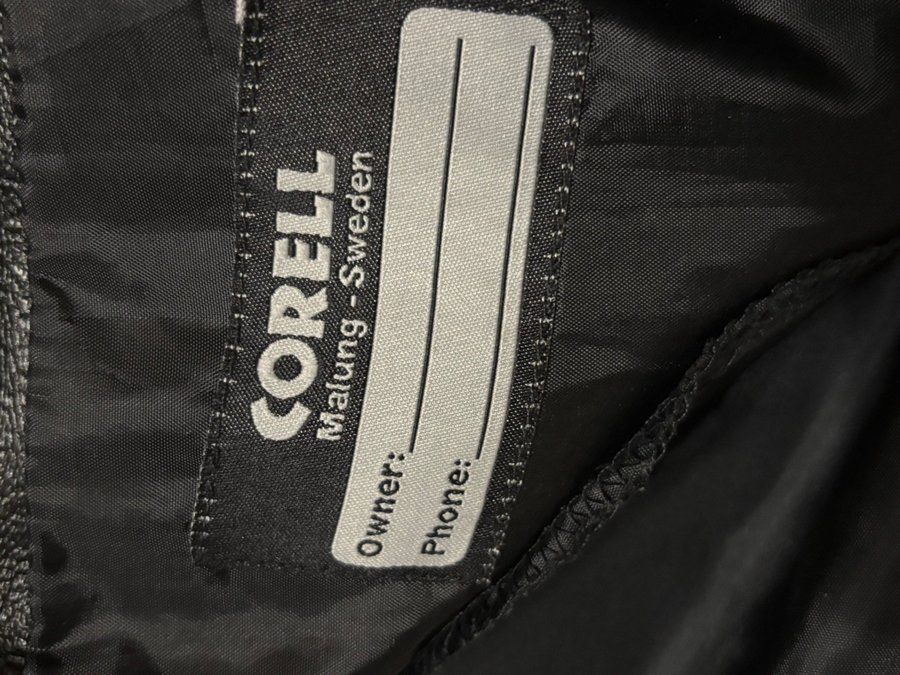 CORELL
Malung - Sweden
Owner:
Phone: